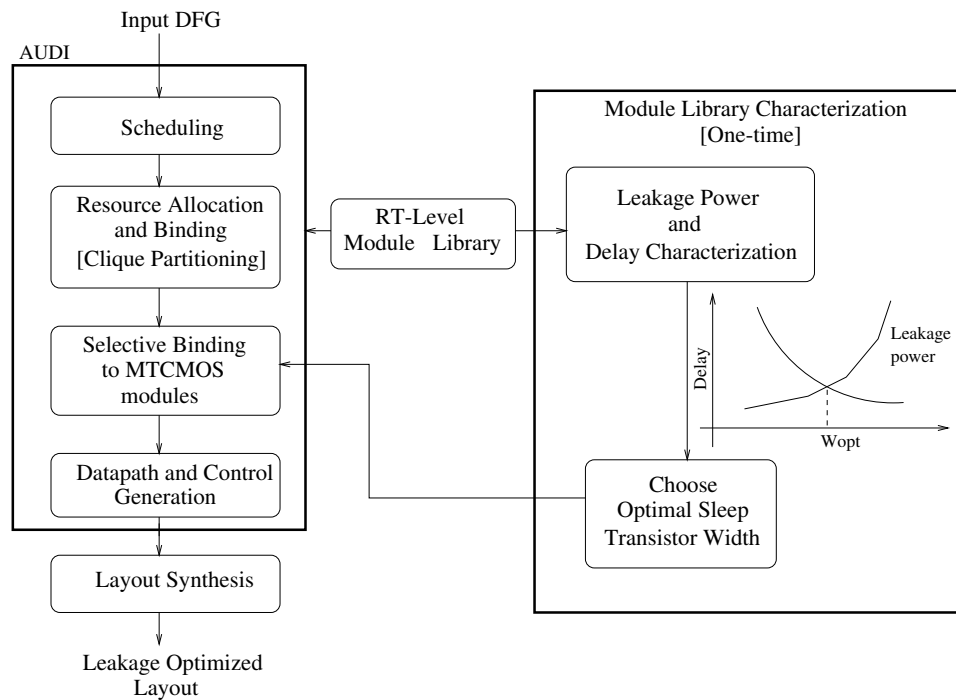 Input DFG
AUDI
Scheduling
Resource Allocation
and Binding
[Clique Partitioning]
Selective Binding
to MTCMOS
modules
Datapath and Control
Generation
Layout Synthesis
Leakage Optimized
Layout
RT-Level
Module Library
Module Library Characterization
[One-time]
Leakage Power
and
Delay Characterization
Delay
Leakage
power
Wopt
Choose
Optimal Sleep
Transistor Width